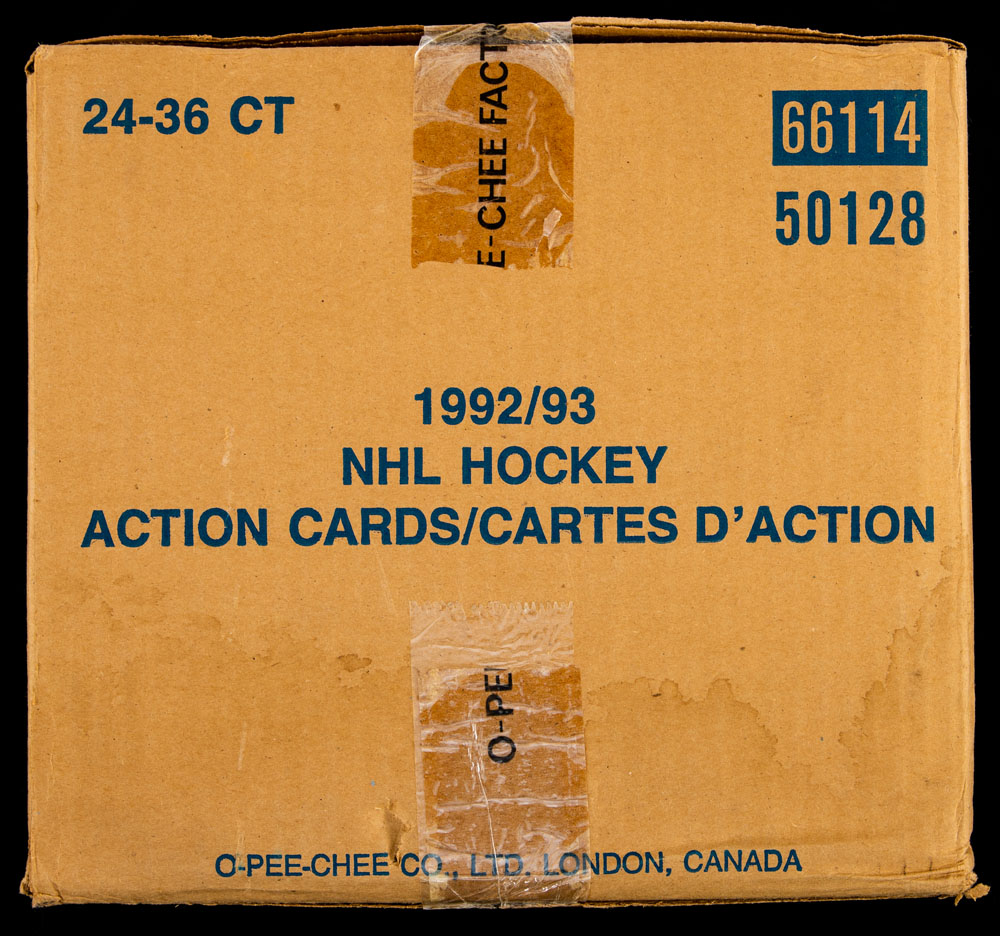 24-36 CT
66114
50128
E-CHEE FACT
1992/93
NHL HOCKEY
ACTION CARDS/CARTES D'ACTION
O-PE
O-PEE-CHEE CO., LTD. LONDON, CANADA